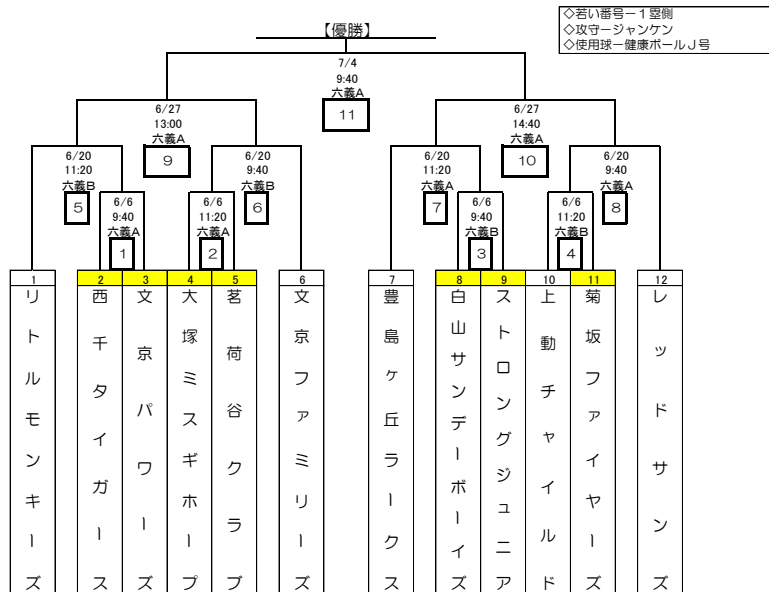 【優勝】
◇若い番号ー１塁側
◇攻守ージャンケン
◇使用球ー健康ボールＪ号
7/4
9:40
六義A
11
6/27
13:00
六義A
9
6/27
14:40
六義A
10
6/20
11:20
六義B
5
6/20
9:40
六義B
6
6/20
11:20
六義A
7
6/20
9:40
六義A
8
6/6
9:40
六義A
1
6/6
11:20
六義A
2
6/6
9:40
六義B
3
6/6
11:20
六義B
4
1
リトルモンキーズ
2
西千タイガース
3
文京パワーズ
4
大塚ミスギホープ
5
茗荷谷クラブ
6
文京ファミリーズ
7
豊島ヶ丘ラークス
8
白山サンデーボーイズ
9
ストロングジュニア
10
上動チャイルド
11
菊坂ファイヤーズ
12
レッドサンズ